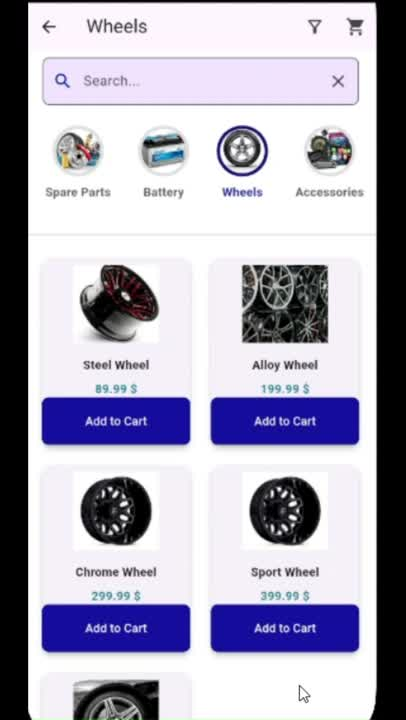 Wheels
Search...
Spare Parts Battery Wheels Accessories
Steel Wheel Alloy Wheel
89.99 $ 199.99 $
Add to Cart Add to Cart
Chrome Wheel Sport Wheel
299.99 $ 399.99 $
Add to Cart Add to Cart